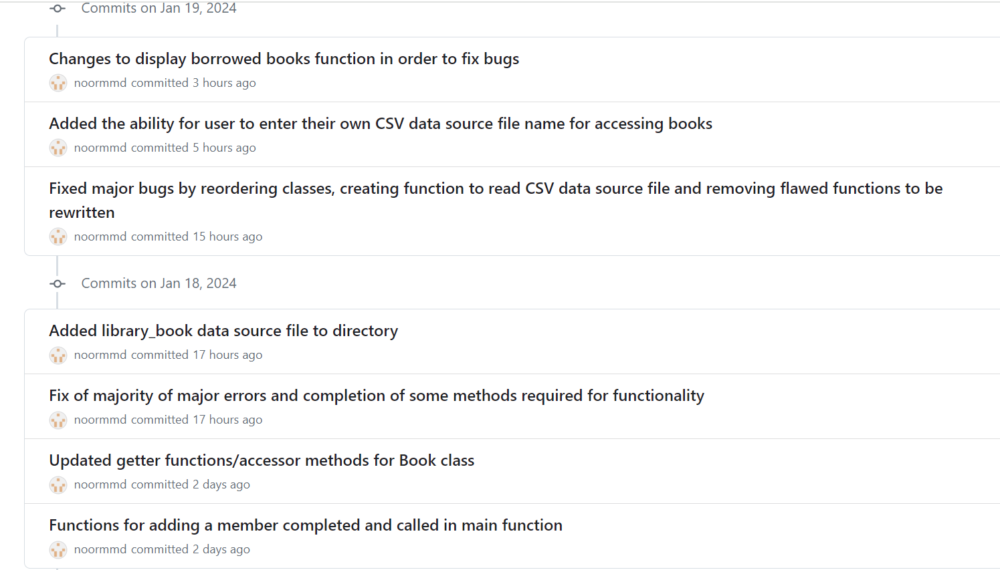 Commits on Jan 19, 2024
Changes to display borrowed books function in order to fix bugs
noormmd committed 3 hours ago
Added the ability for user to enter their own CSV data source file name for accessing books
noormmd committed 5 hours ago
Fixed major bugs by reordering classes, creating function to read CSV data source file and removing flawed functions to be
rewritten
noormmd committed 15 hours ago
Commits on Jan 18, 2024
Added library_book data source file to directory
noormmd committed 17 hours ago
Fix of majority of major errors and completion of some methods required for functionality
noormmd committed 17 hours ago
Updated getter functions/accessor methods for Book class
noormmd committed 2 days ago
Functions for adding a member completed and called in main function
noormmd committed 2 days ago